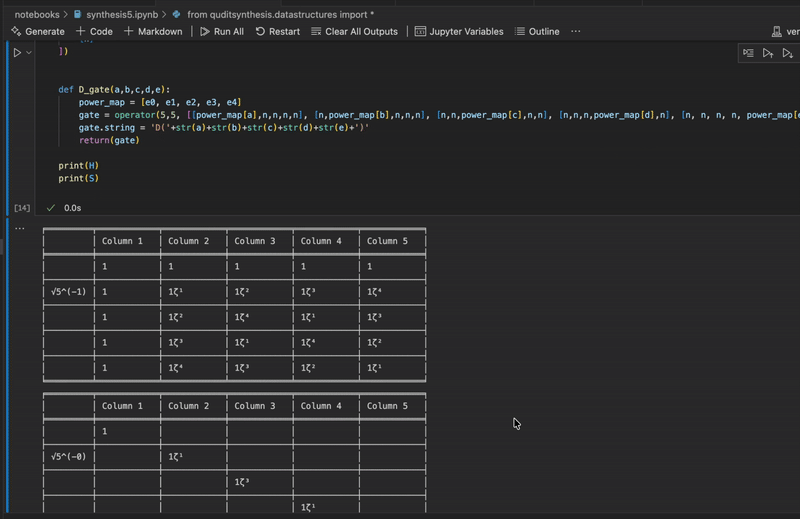 notebooks > synthesis5.ipynb > from quditsynthesis.datastructures import *
Generate + Code + Markdown Run All Restart Clear All Outputs Jupyter Variables Outline ···
])
def D_gate(a,b,c,d,e):
power_map = [e0, e1, e2, e3, e4]
gate = operator(5,5, [[power_map[a],n,n,n,n], [n,power_map[b],n,n,n], [n,n,power_map[c],n,n], [n,n,n,power_map[d],n], [n, n, n, n, power_map[e
gate.string = 'D('+str(a)+str(b)+str(c)+str(d)+str(e)+')'
return(gate)
print(H)
print(S)
[14] 0.0s
···
Column 1 Column 2 Column 3 Column 4 Column 5
1 1 1 1 1
√5^(-1) 1 1ζ¹ 1ζ² 1ζ³ 1ζ⁴
1 1ζ² 1ζ⁴ 1ζ¹ 1ζ³
1 1ζ³ 1ζ¹ 1ζ⁴ 1ζ²
1 1ζ⁴ 1ζ³ 1ζ² 1ζ¹
Column 1 Column 2 Column 3 Column 4 Column 5
1
√5^(-0) 1ζ¹
1ζ³
1ζ¹